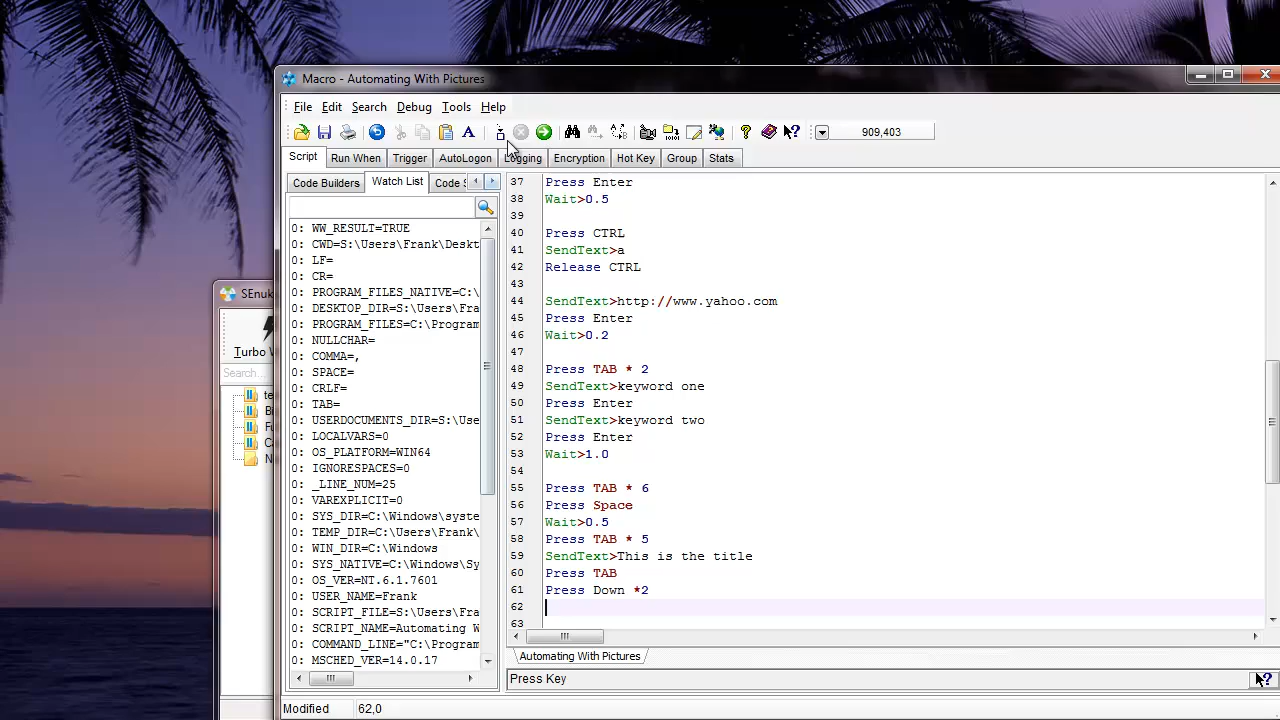 Macro - Automating With Pictures
File Edit Search Debug Tools Help
909,403
Script Run When Trigger AutoLogon Logging Encryption Hot Key Group Stats
Code Builders Watch List Code
0: WW_RESULT=TRUE
0: CWD=S:\Users\Frank\Deskt
0: LF=
0: CR=
0: PROGRAM_FILES_NATIVE=C:\
0: DESKTOP_DIR=S:\Users\Fra
0: PROGRAM_FILES=C:\Program
0: NULLCHAR=
0: COMMA=,
0: SPACE=
0: CRLF=
0: TAB=
0: USERDOCUMENTS_DIR=S:\Use
0: LOCALVARS=0
0: OS_PLATFORM=WIN64
0: IGNORESPACES=0
0: _LINE_NUM=25
0: VAREXPLICIT=0
0: SYS_DIR=C:\Windows\syste
0: TEMP_DIR=C:\Users\Frank\
0: WIN_DIR=C:\Windows
0: SYS_NATIVE=C:\Windows\Sy
0: OS_VER=NT.6.1.7601
0: USER_NAME=Frank
0: SCRIPT_FILE=S:\Users\Fra
0: SCRIPT_NAME=Automating W
0: COMMAND_LINE="C:\Program
0: MSCHED_VER=14.0.17
37 Press Enter
38 Wait>0.5
39
40 Press CTRL
41 SendText>a
42 Release CTRL
43
44 SendText>http://www.yahoo.com
45 Press Enter
46 Wait>0.2
47
48 Press TAB * 2
49 SendText>keyword one
50 Press Enter
51 SendText>keyword two
52 Press Enter
53 Wait>1.0
54
55 Press TAB * 6
56 Press Space
57 Wait>0.5
58 Press TAB * 5
59 SendText>This is the title
60 Press TAB
61 Press Down *2
62
63
Automating With Pictures
Press Key
Modified 62,0
SEnuk
Turbo W
Search...
te
Bi
Fu
Ca
N